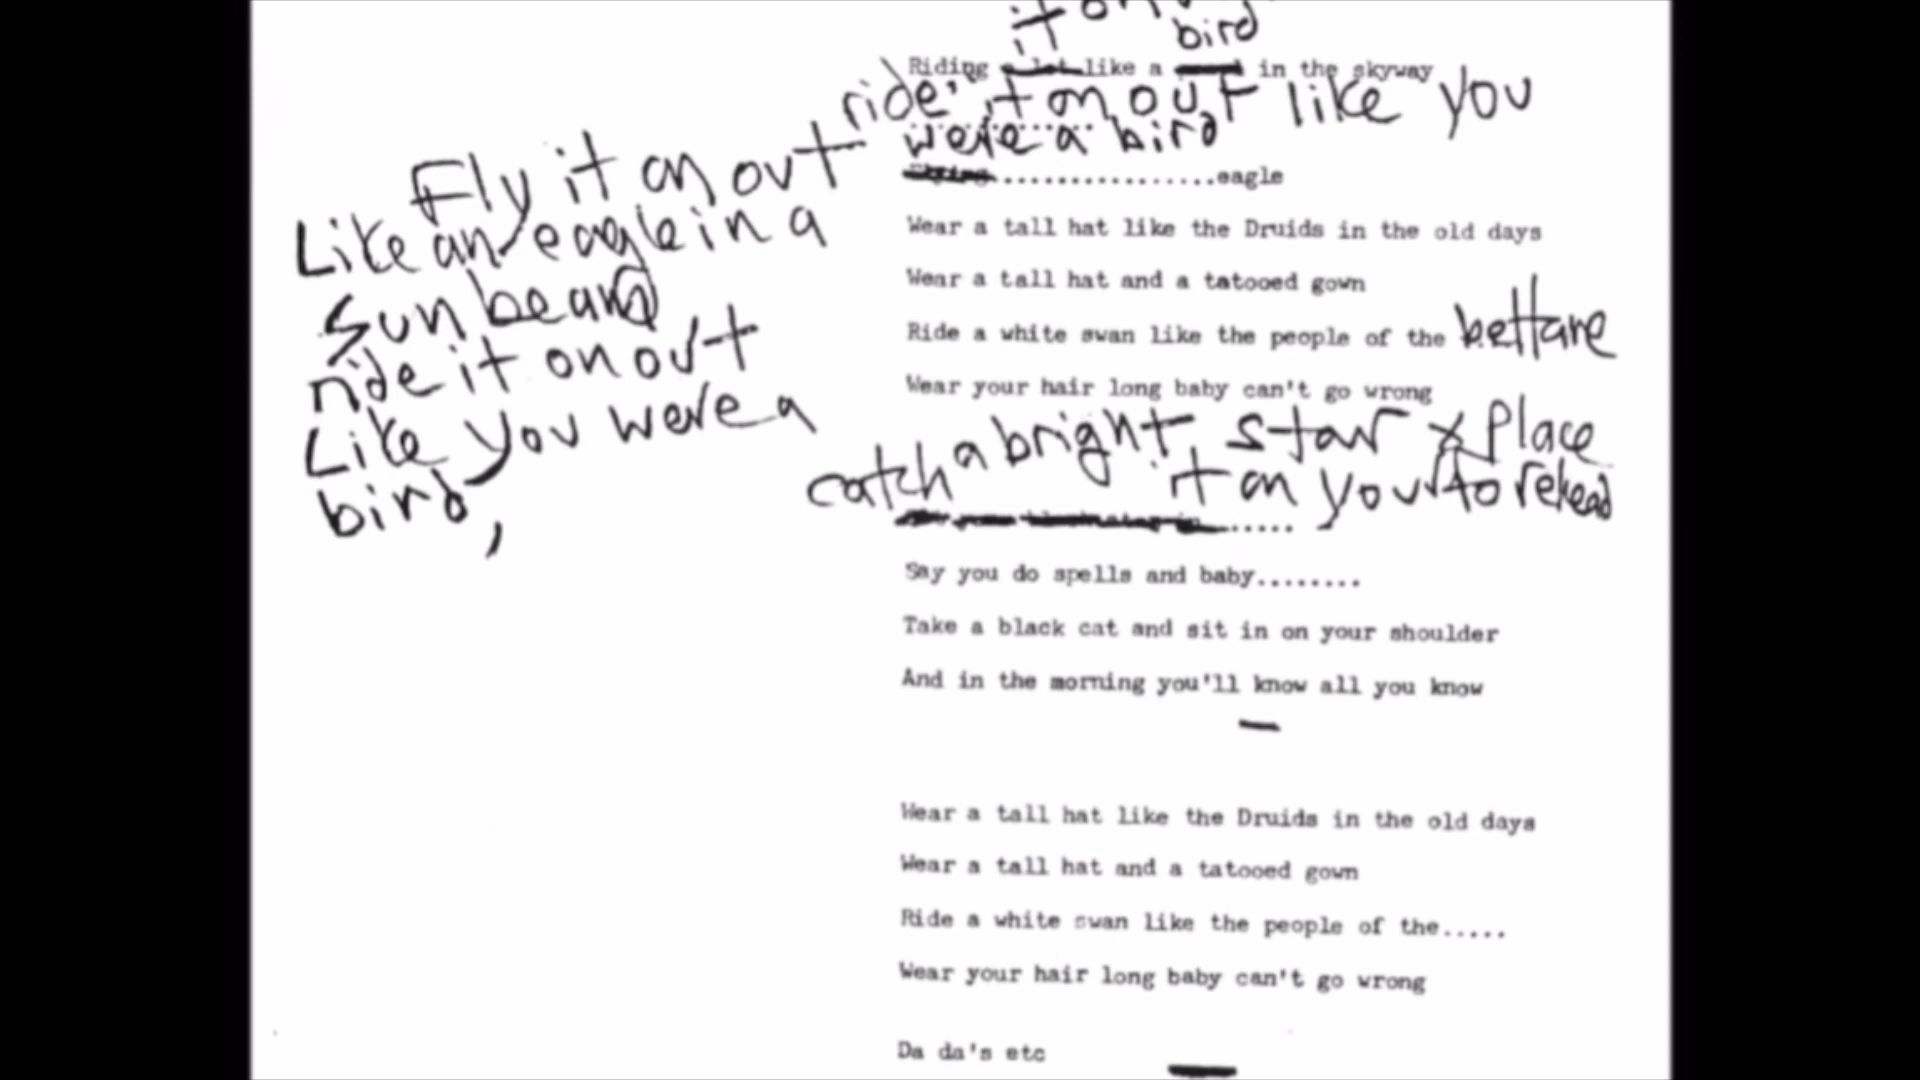 it on
bird
Riding like a in the skyway
ride it on out like you
were a bird
.................eagle
Fly it on out
Like an eagle in a
sun beam
ride it on out
Like you were a
bird,
Wear a tall hat like the Druids in the old days
Wear a tall hat and a tatooed gown
Ride a white swan like the people of the beltane
Wear your hair long baby can't go wrong
catch a bright star + Place
it on your forehead
.....
Say you do spells and baby........
Take a black cat and sit in on your shoulder
And in the morning you'll know all you know
Wear a tall hat like the Druids in the old days
Wear a tall hat and a tatooed gown
Ride a white swan like the people of the.....
Wear your hair long baby can't go wrong
Da da's etc